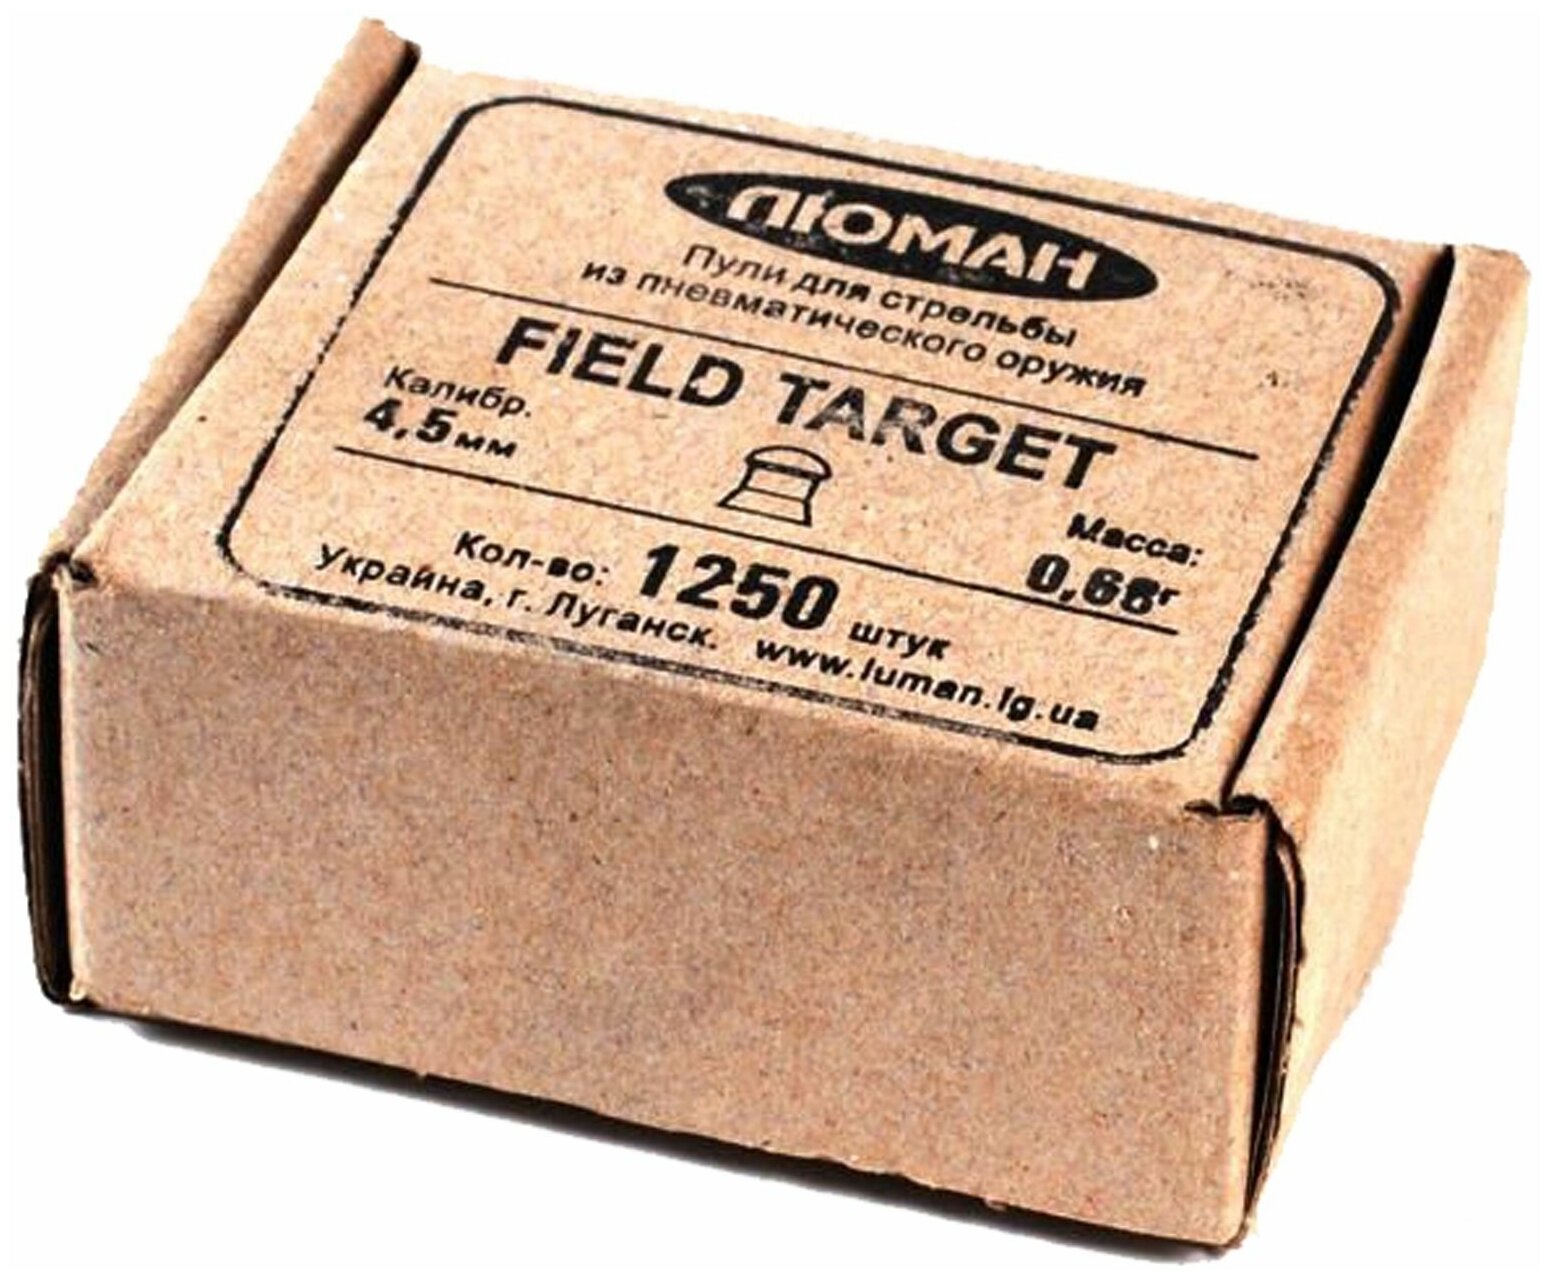 ЛЮМАН
Пули для стрельбы
из пневматического оружия
FIELD TARGET
Калибр.
4,5мм
Масса:
0,68г
Кол-во: 1250 штук
Украина, г. Луганск. www.luman.lg.ua